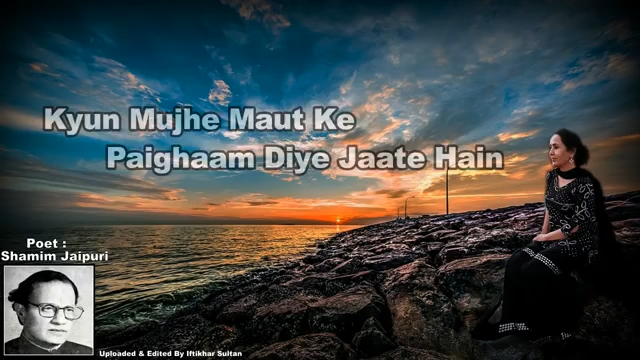 Kyun Mujhe Maut Ke
Paighaam Diye Jaate Hain
Poet :
Shamim Jaipuri
Uploaded & Edited By Iftikhar Sultan